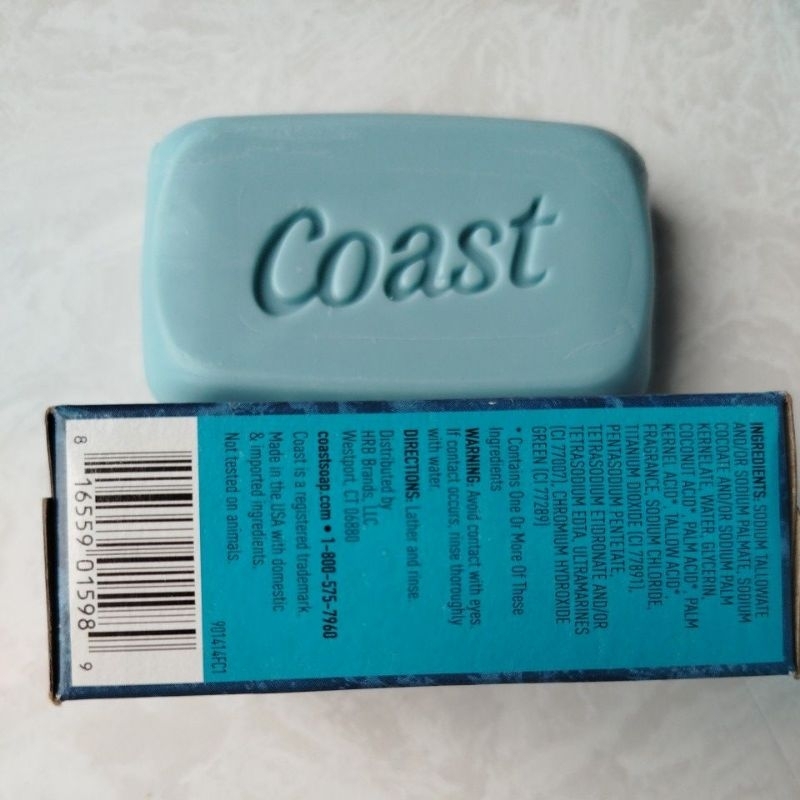 Coast
INGREDIENTS: SODIUM TALLOWATE
AND/OR SODIUM PALMATE, SODIUM
COCOATE AND/OR SODIUM PALM
KERNELATE, WATER, GLYCERIN,
COCONUT ACID*, PALM ACID*, PALM
KERNEL ACID*, TALLOW ACID*,
FRAGRANCE, SODIUM CHLORIDE,
TITANIUM DIOXIDE [CI 77891],
PENTASODIUM PENTETATE,
TETRASODIUM ETIDRONATE AND/OR
TETRASODIUM EDTA, ULTRAMARINES
[CI 77007], CHROMIUM HYDROXIDE
GREEN [CI 77289]
* Contains One Or More Of These
Ingredients
WARNING: Avoid contact with eyes.
If contact occurs, rinse thoroughly
with water.
DIRECTIONS: Lather and rinse.
Distributed by
HRB Brands, LLC
Westport, CT 06880
coastsoap.com • 1-800-575-7960
Coast is a registered trademark.
Made in the USA with domestic
& imported ingredients.
Not tested on animals.
901414FC1
8 16559 01598 9